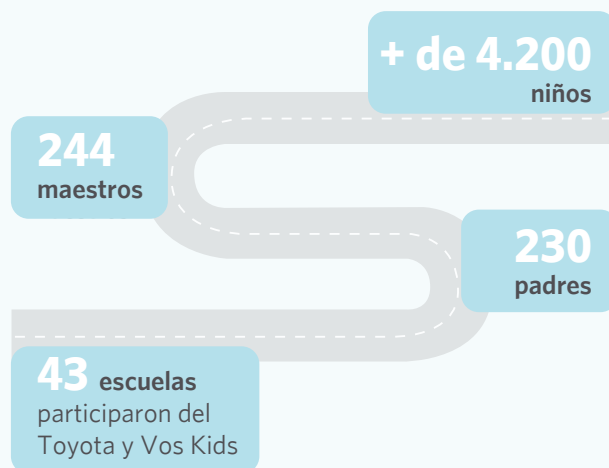 + de 4.200
niños
244
maestros
230
padres
43 escuelas
participaron del
Toyota y Vos Kids